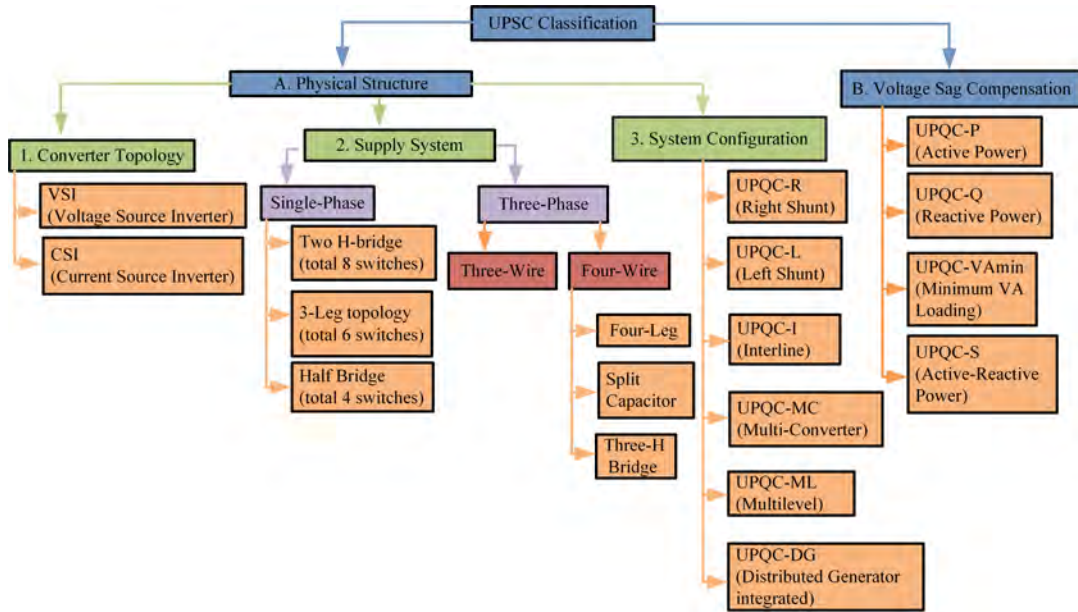 UPSC Classification
A. Physical Structure
B. Voltage Sag Compensation
1. Converter Topology
VSI
(Voltage Source Inverter)
CSI
(Current Source Inverter)
2. Supply System
Single-Phase
Two H-bridge
(total 8 switches)
3-Leg topology
(total 6 switches)
Half Bridge
(total 4 switches)
Three-Phase
Three-Wire
Four-Wire
Four-Leg
Split
Capacitor
Three-H
Bridge
3. System Configuration
UPQC-R
(Right Shunt)
UPQC-L
(Left Shunt)
UPQC-I
(Interline)
UPQC-MC
(Multi-Converter)
UPQC-ML
(Multilevel)
UPQC-DG
(Distributed Generator
integrated)
UPQC-P
(Active Power)
UPQC-Q
(Reactive Power)
UPQC-VAmin
(Minimum VA
Loading)
UPQC-S
(Active-Reactive
Power)